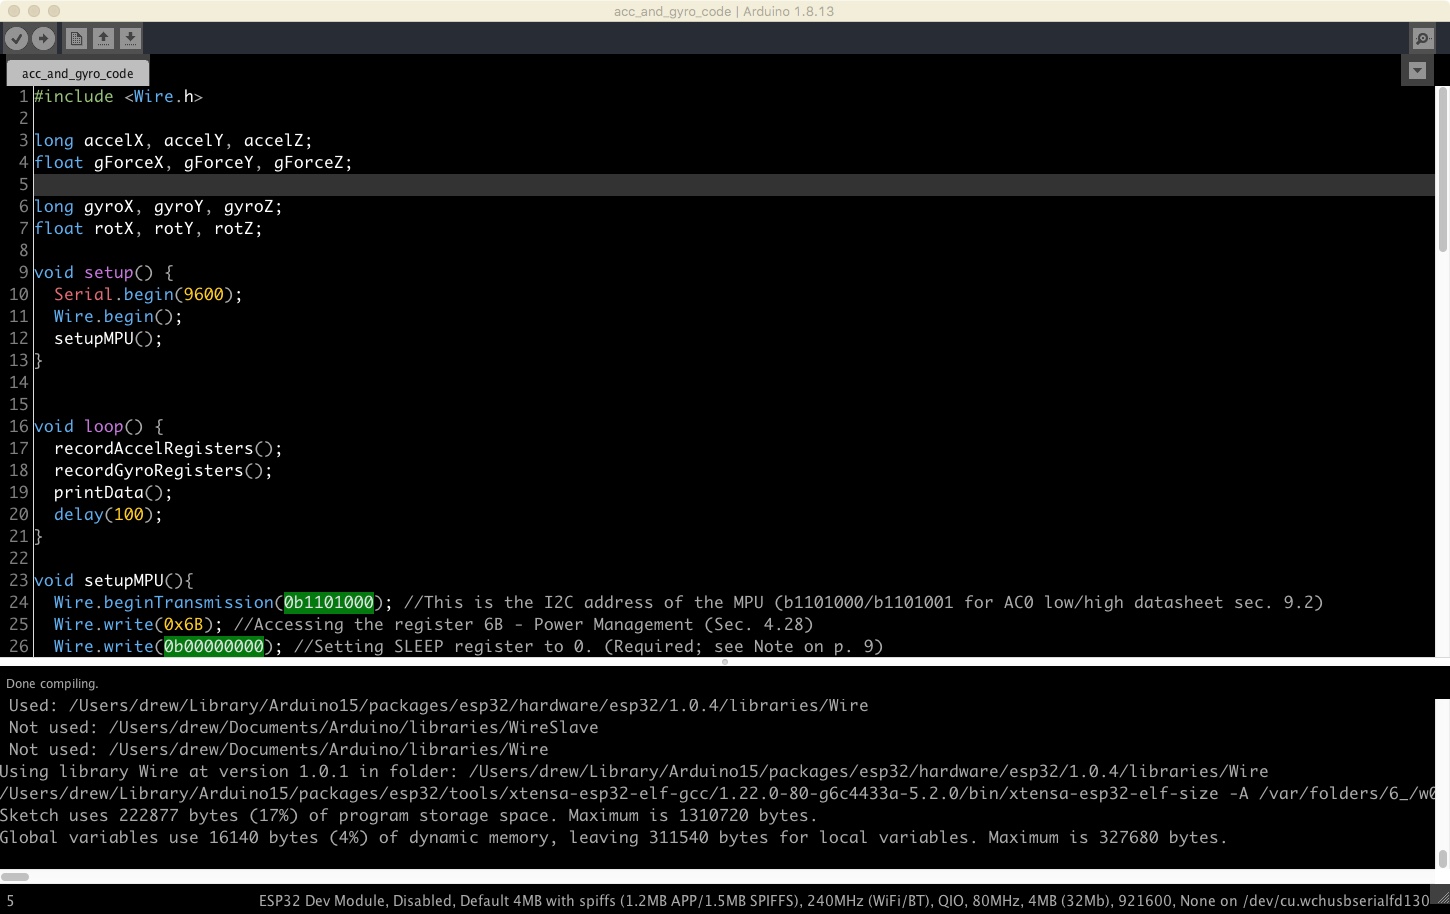 acc_and_gyro_code | Arduino 1.8.13
acc_and_gyro_code
1 #include <Wire.h>
2
3 long accelX, accelY, accelZ;
4 float gForceX, gForceY, gForceZ;
5
6 long gyroX, gyroY, gyroZ;
7 float rotX, rotY, rotZ;
8
9 void setup() {
10   Serial.begin(9600);
11   Wire.begin();
12   setupMPU();
13 }
14
15
16 void loop() {
17   recordAccelRegisters();
18   recordGyroRegisters();
19   printData();
20   delay(100);
21 }
22
23 void setupMPU(){
24   Wire.beginTransmission(0b1101000); //This is the I2C address of the MPU (b1101000/b1101001 for AC0 low/high datasheet sec. 9.2)
25   Wire.write(0x6B); //Accessing the register 6B - Power Management (Sec. 4.28)
26   Wire.write(0b00000000); //Setting SLEEP register to 0. (Required; see Note on p. 9)
Done compiling.
Used: /Users/drew/Library/Arduino15/packages/esp32/hardware/esp32/1.0.4/libraries/Wire
Not used: /Users/drew/Documents/Arduino/libraries/WireSlave
Not used: /Users/drew/Documents/Arduino/libraries/Wire
Using library Wire at version 1.0.1 in folder: /Users/drew/Library/Arduino15/packages/esp32/hardware/esp32/1.0.4/libraries/Wire
/Users/drew/Library/Arduino15/packages/esp32/tools/xtensa-esp32-elf-gcc/1.22.0-80-g6c4433a-5.2.0/bin/xtensa-esp32-elf-size -A /var/folders/6_/w0
Sketch uses 222877 bytes (17%) of program storage space. Maximum is 1310720 bytes.
Global variables use 16140 bytes (4%) of dynamic memory, leaving 311540 bytes for local variables. Maximum is 327680 bytes.
5 ESP32 Dev Module, Disabled, Default 4MB with spiffs (1.2MB APP/1.5MB SPIFFS), 240MHz (WiFi/BT), QIO, 80MHz, 4MB (32Mb), 921600, None on /dev/cu.wchusbserialfd130